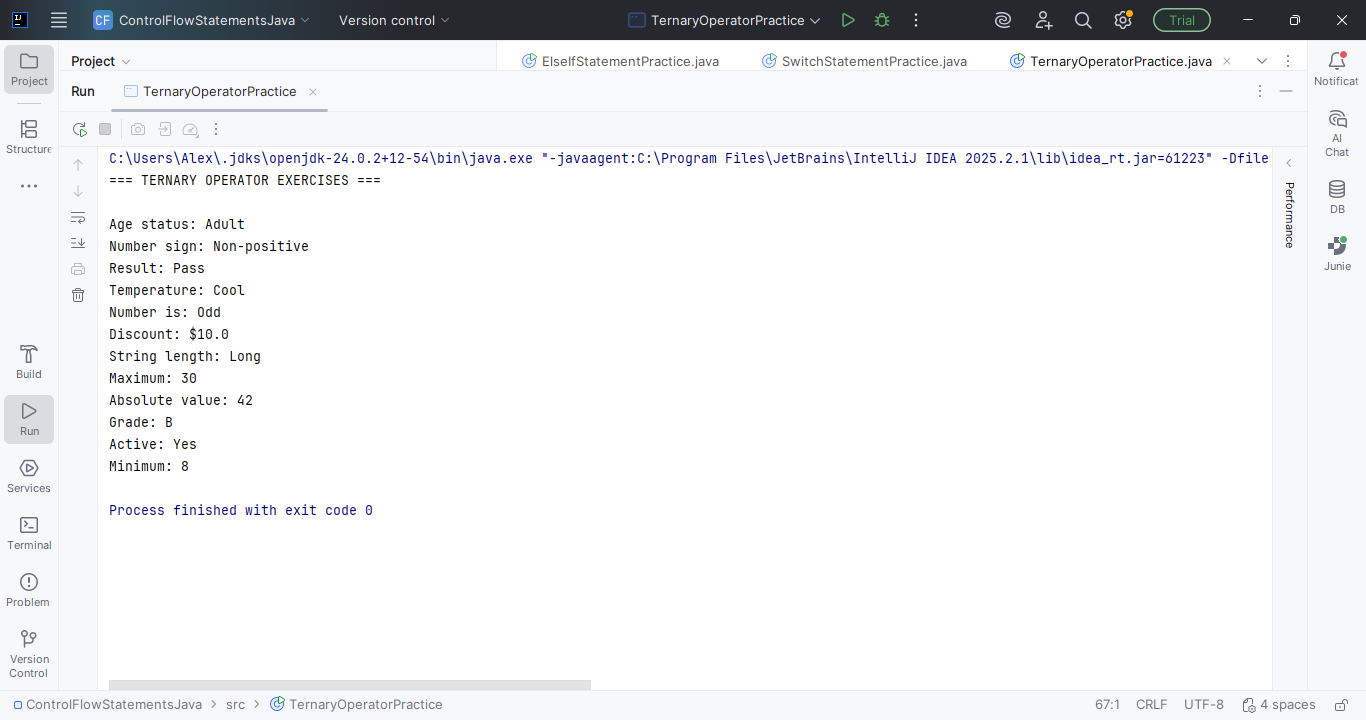 CF ControlFlowStatementsJava Version control TernaryOperatorPractice Trial
Project ElseIfStatementPractice.java SwitchStatementPractice.java TernaryOperatorPractice.java
Run TernaryOperatorPractice
C:\Users\Alex\.jdks\openjdk-24.0.2+12-54\bin\java.exe "-javaagent:C:\Program Files\JetBrains\IntelliJ IDEA 2025.2.1\lib\idea_rt.jar=61223" -Dfile
=== TERNARY OPERATOR EXERCISES ===
Age status: Adult
Number sign: Non-positive
Result: Pass
Temperature: Cool
Number is: Odd
Discount: $10.0
String length: Long
Maximum: 30
Absolute value: 42
Grade: B
Active: Yes
Minimum: 8
Process finished with exit code 0
Project
Structure
Build
Run
Services
Terminal
Problem
Version
Control
Performance
Notificat
AI
Chat
DB
Junie
ControlFlowStatementsJava > src > TernaryOperatorPractice 67:1 CRLF UTF-8 4 spaces